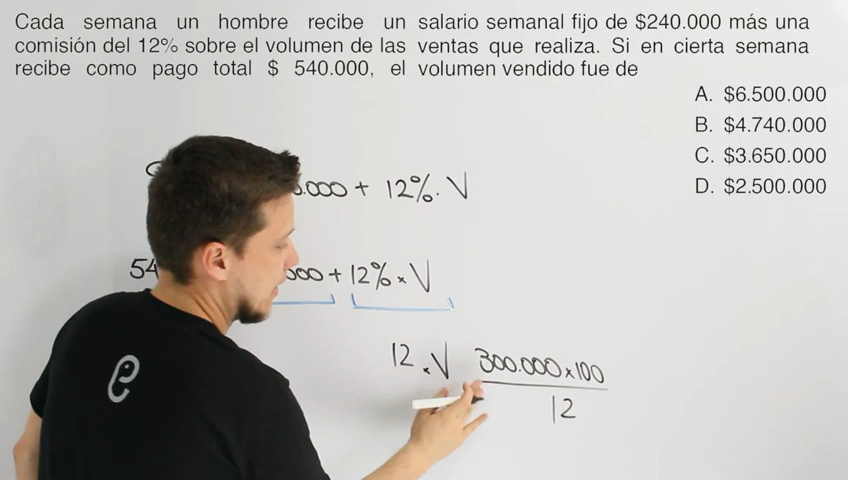 Cada semana un hombre recibe un salario semanal fijo de $240.000 más una
comisión del 12% sobre el volumen de las ventas que realiza. Si en cierta semana
recibe como pago total $ 540.000, el volumen vendido fue de
A. $6.500.000
B. $4.740.000
C. $3.650.000
D. $2.500.000
.000 + 12%. V
54 000 + 12% x V
12 . V 300.000 x 100
12